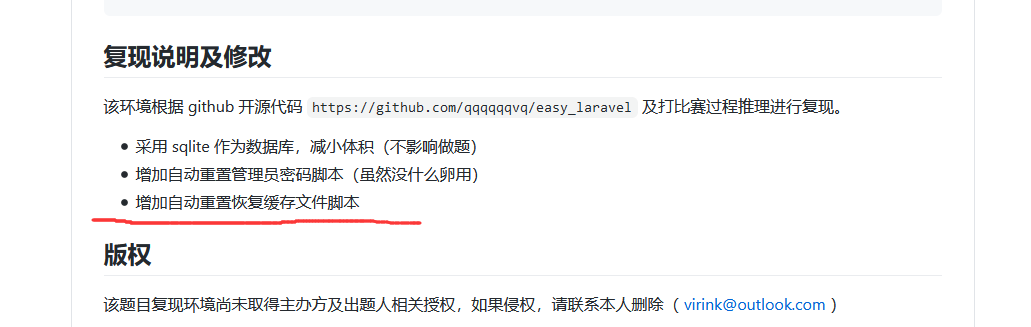 复现说明及修改
该环境根据 github 开源代码 https://github.com/qqqqqqvq/easy_laravel 及打比赛过程推理进行复现。
采用 sqlite 作为数据库，减小体积（不影响做题）
增加自动重置管理员密码脚本（虽然没什么卵用）
增加自动重置恢复缓存文件脚本
版权
该题目复现环境尚未取得主办方及出题人相关授权，如果侵权，请联系本人删除（ virink@outlook.com ）